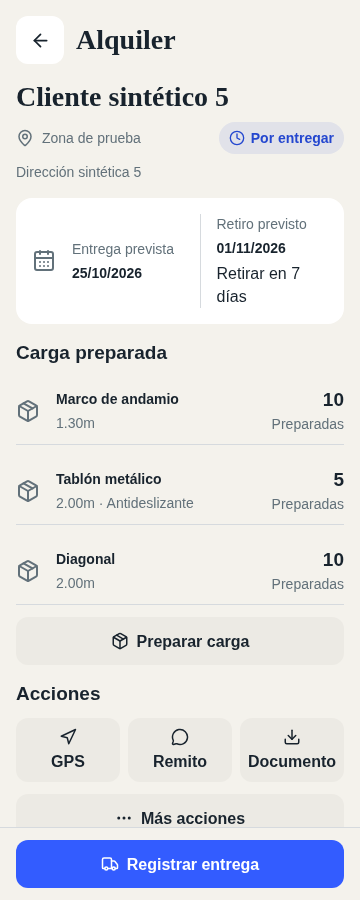 Alquiler
Cliente sintético 5
Zona de prueba
Por entregar
Dirección sintética 5
Entrega prevista
25/10/2026
Retiro previsto
01/11/2026
Retirar en 7
días
Carga preparada
Marco de andamio
10
1.30m
Preparadas
Tablón metálico
5
2.00m · Antideslizante
Preparadas
Diagonal
10
2.00m
Preparadas
Preparar carga
Acciones
GPS
Remito
Documento
Más acciones
Registrar entrega